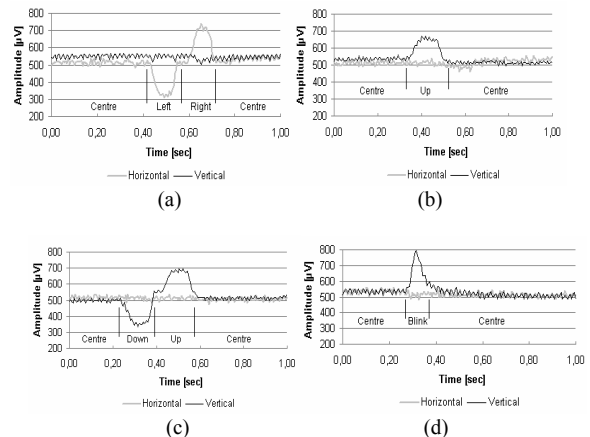 800
700
600
500
400
300
200
Amplitude [µV]
Centre Left Right Centre
0,00 0,20 0,40 0,60 0,80 1,00
Time [sec]
Horizontal Vertical
(a)
800
700
600
500
400
300
200
Amplitude [µV]
Centre Up Centre
0,00 0,20 0,40 0,60 0,80 1,00
Time [sec]
Horizontal Vertical
(b)
800
700
600
500
400
300
200
Amplitude [µV]
Centre Down Up Centre
0,00 0,20 0,40 0,60 0,80 1,00
Time [sec]
Horizontal Vertical
(c)
800
700
600
500
400
300
200
Amplitude [µV]
Centre Blink Centre
0,00 0,20 0,40 0,60 0,80 1,00
Time [sec]
Horizontal Vertical
(d)